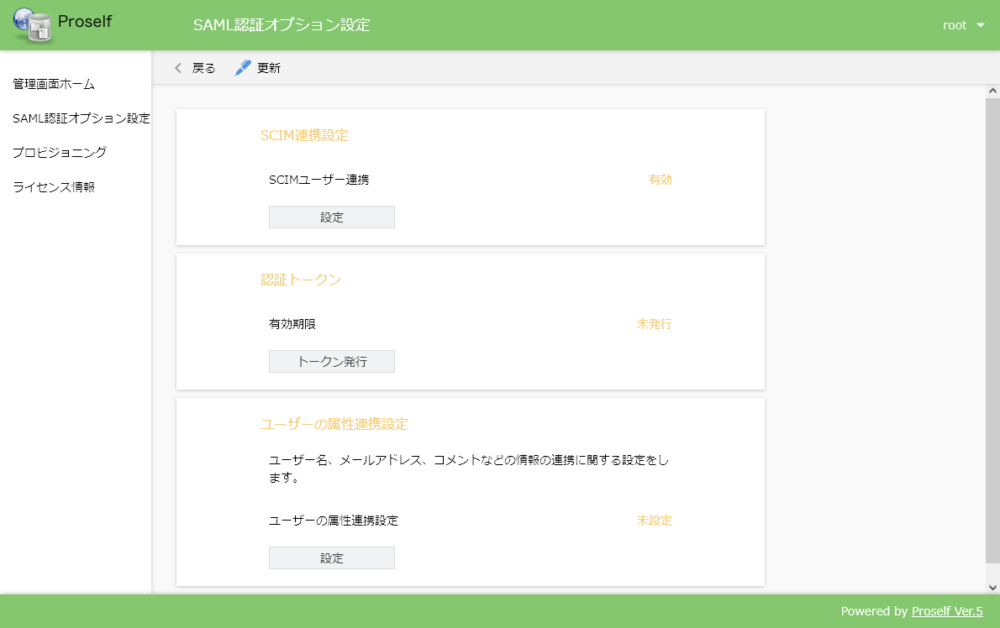 Proself
SAML認証オプション設定
root
戻る 更新
管理画面ホーム
SAML認証オプション設定
プロビジョニング
ライセンス情報
SCIM連携設定
SCIMユーザー連携 有効
設定
認証トークン
有効期限 未発行
トークン発行
ユーザーの属性連携設定
ユーザー名、メールアドレス、コメントなどの情報の連携に関する設定をし
ます。
ユーザーの属性連携設定 未設定
設定
Powered by Proself Ver.5